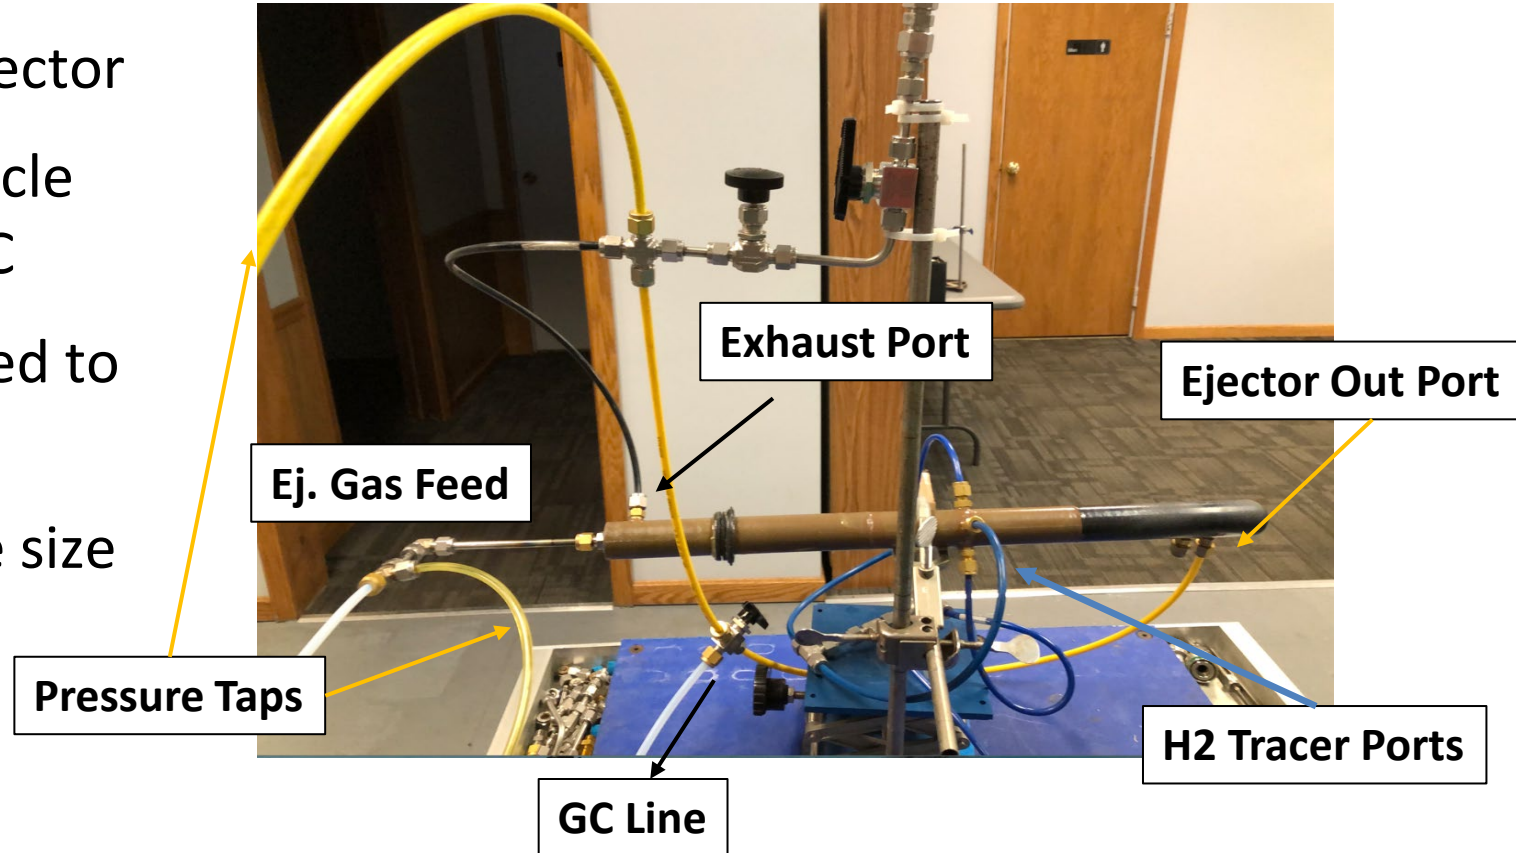 ector
cle
C
ed to
e size
Exhaust Port
Ejector Out Port
Ej. Gas Feed
Pressure Taps
H2 Tracer Ports
GC Line